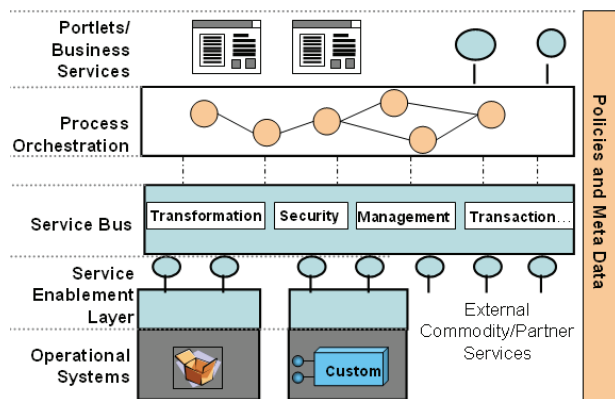 Portlets/
Business
Services
Process
Orchestration
Service Bus
Transformation
Security
Management
Transaction...
Service
Enablement
Layer
External
Commodity/Partner
Services
Operational
Systems
Custom
Policies and Meta Data